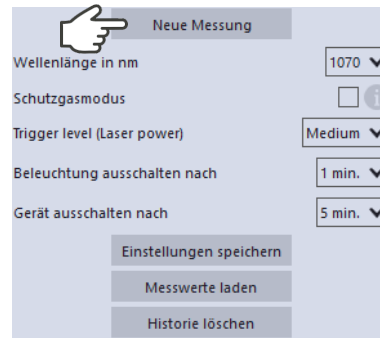 Neue Messung
Wellenlänge in nm 1070
Schutzgasmodus i
Trigger level (Laser power) Medium
Beleuchtung ausschalten nach 1 min.
Gerät ausschalten nach 5 min.
Einstellungen speichern
Messwerte laden
Historie löschen